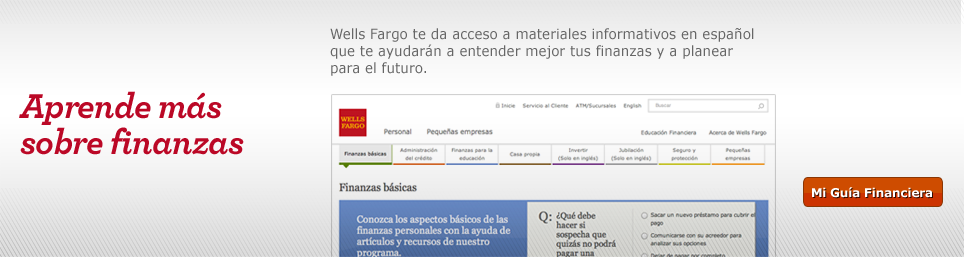 Wells Fargo te da acceso a materiales informativos en español
que te ayudarán a entender mejor tus finanzas y a planear
para el futuro.
Aprende más
sobre finanzas
WELLS
FARGO
Inicio Servicio al Cliente ATM/Sucursales English Buscar
Personal Pequeñas empresas
Educación Financiera Acerca de Wells Fargo
Finanzas básicas
Administración
del crédito
Finanzas para la
educación
Casa propia
Invertir
(Solo en inglés)
Jubilación
(Solo en inglés)
Seguro y
protección
Pequeñas
empresas
Finanzas básicas
Conozca los aspectos básicos de las
finanzas personales con la ayuda de
artículos y recursos de nuestro
programa.
Q: ¿Qué debe
hacer si
sospecha que
quizás no podrá
pagar una
Sacar un nuevo préstamo para cubrir el
pago
Comunicarse con su acreedor para
analizar sus opciones
Dejar de pagar por completo
Mi Guía Financiera